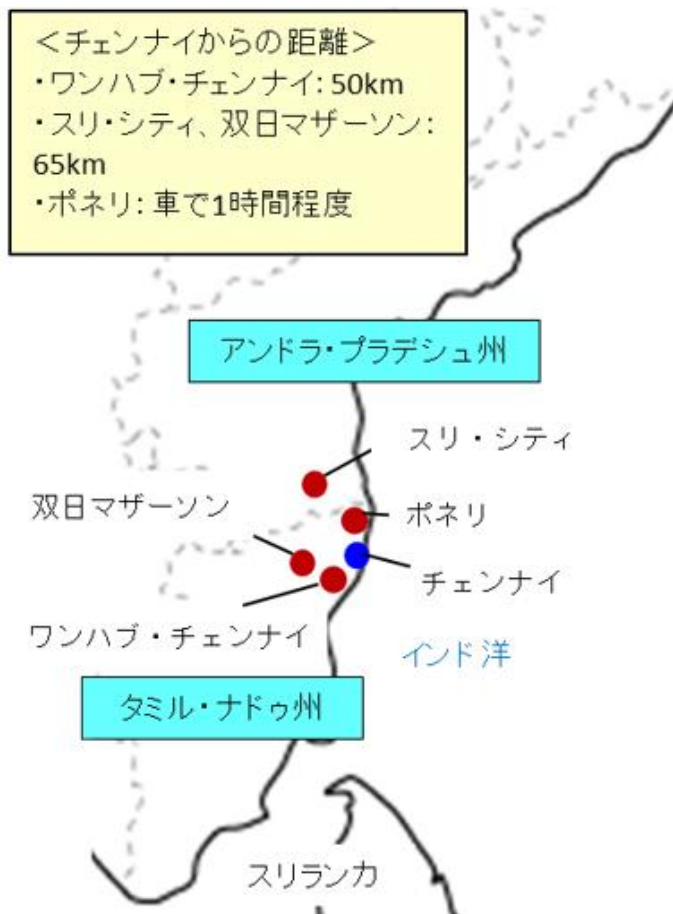 ＜チェンナイからの距離＞
・ワンハブ・チェンナイ: 50km
・スリ・シティ、双日マザーソン:
65km
・ポネリ: 車で1時間程度
アンドラ・プラデシュ州
スリ・シティ
双日マザーソン
ポネリ
チェンナイ
ワンハブ・チェンナイ
インド洋
タミル・ナドゥ州
スリランカ